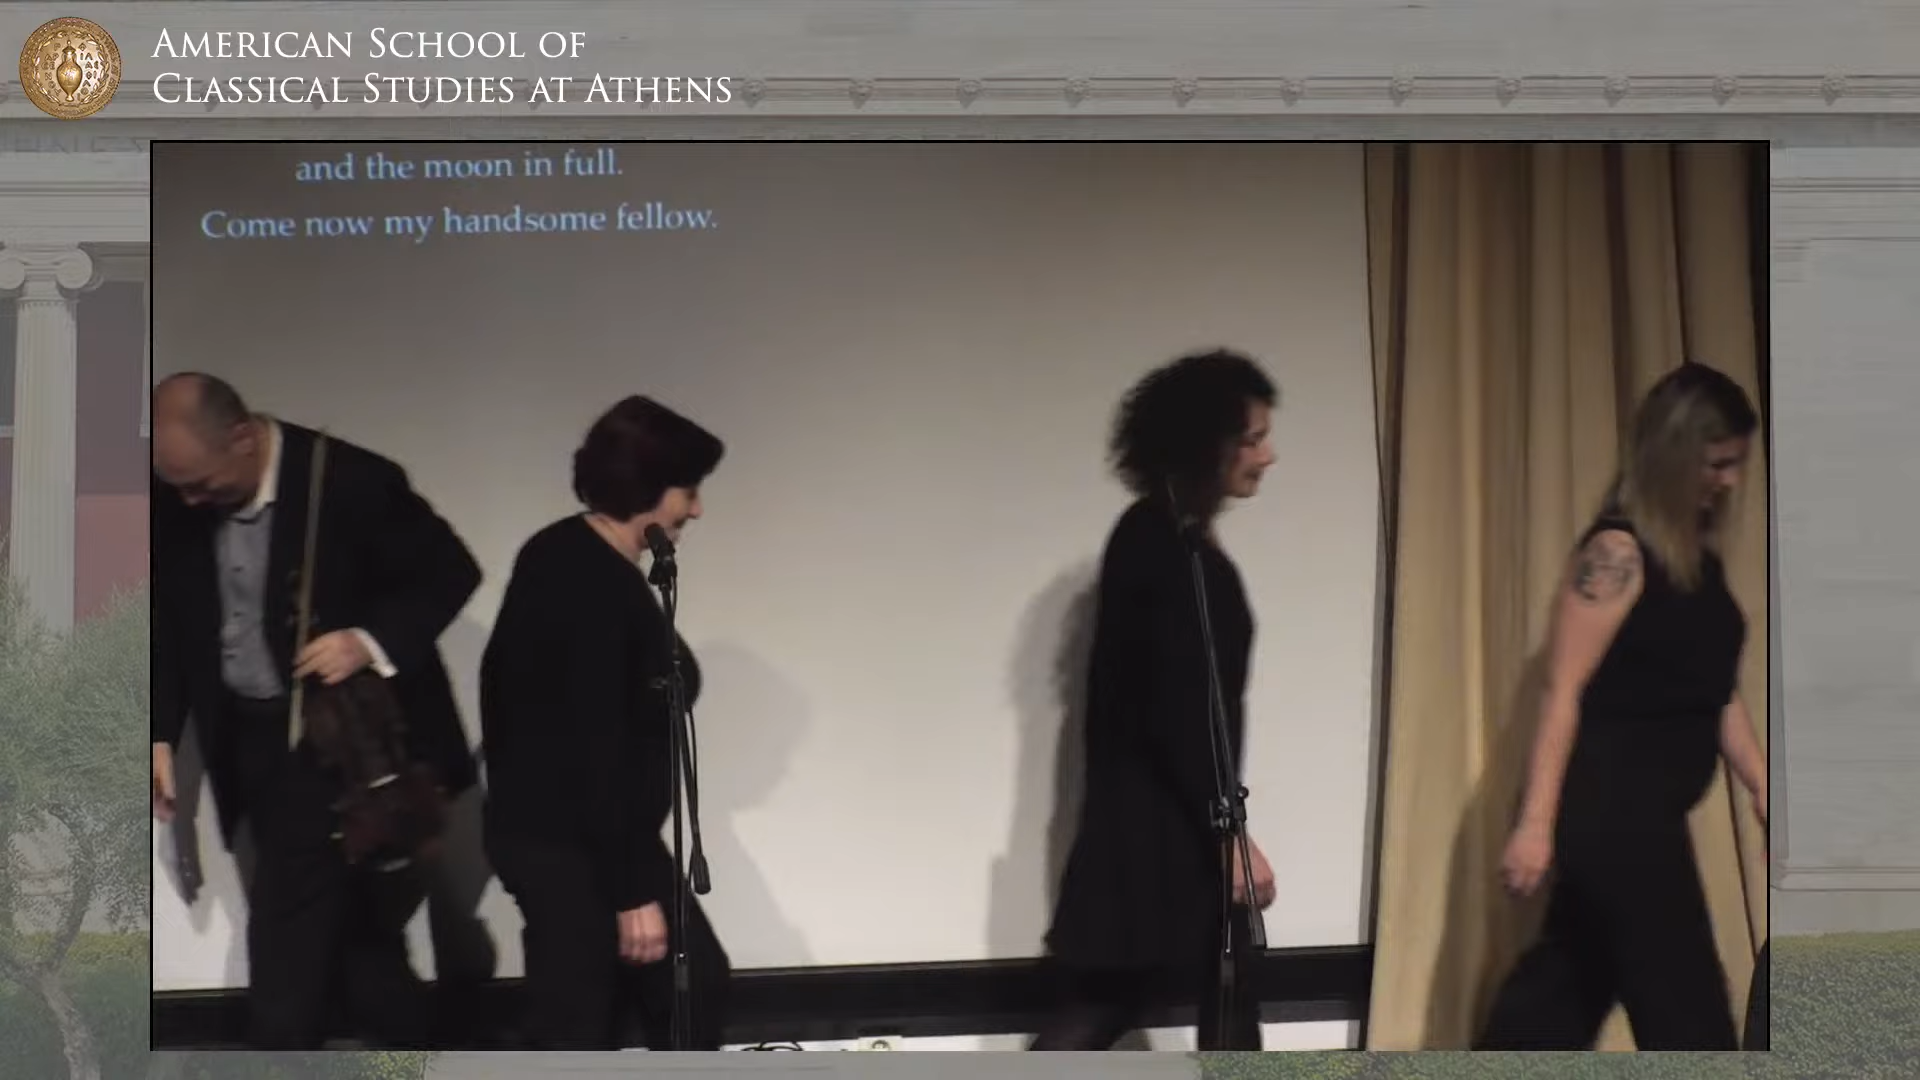 AMERICAN SCHOOL OF
CLASSICAL STUDIES AT ATHENS
and the moon in full.
Come now my handsome fellow.